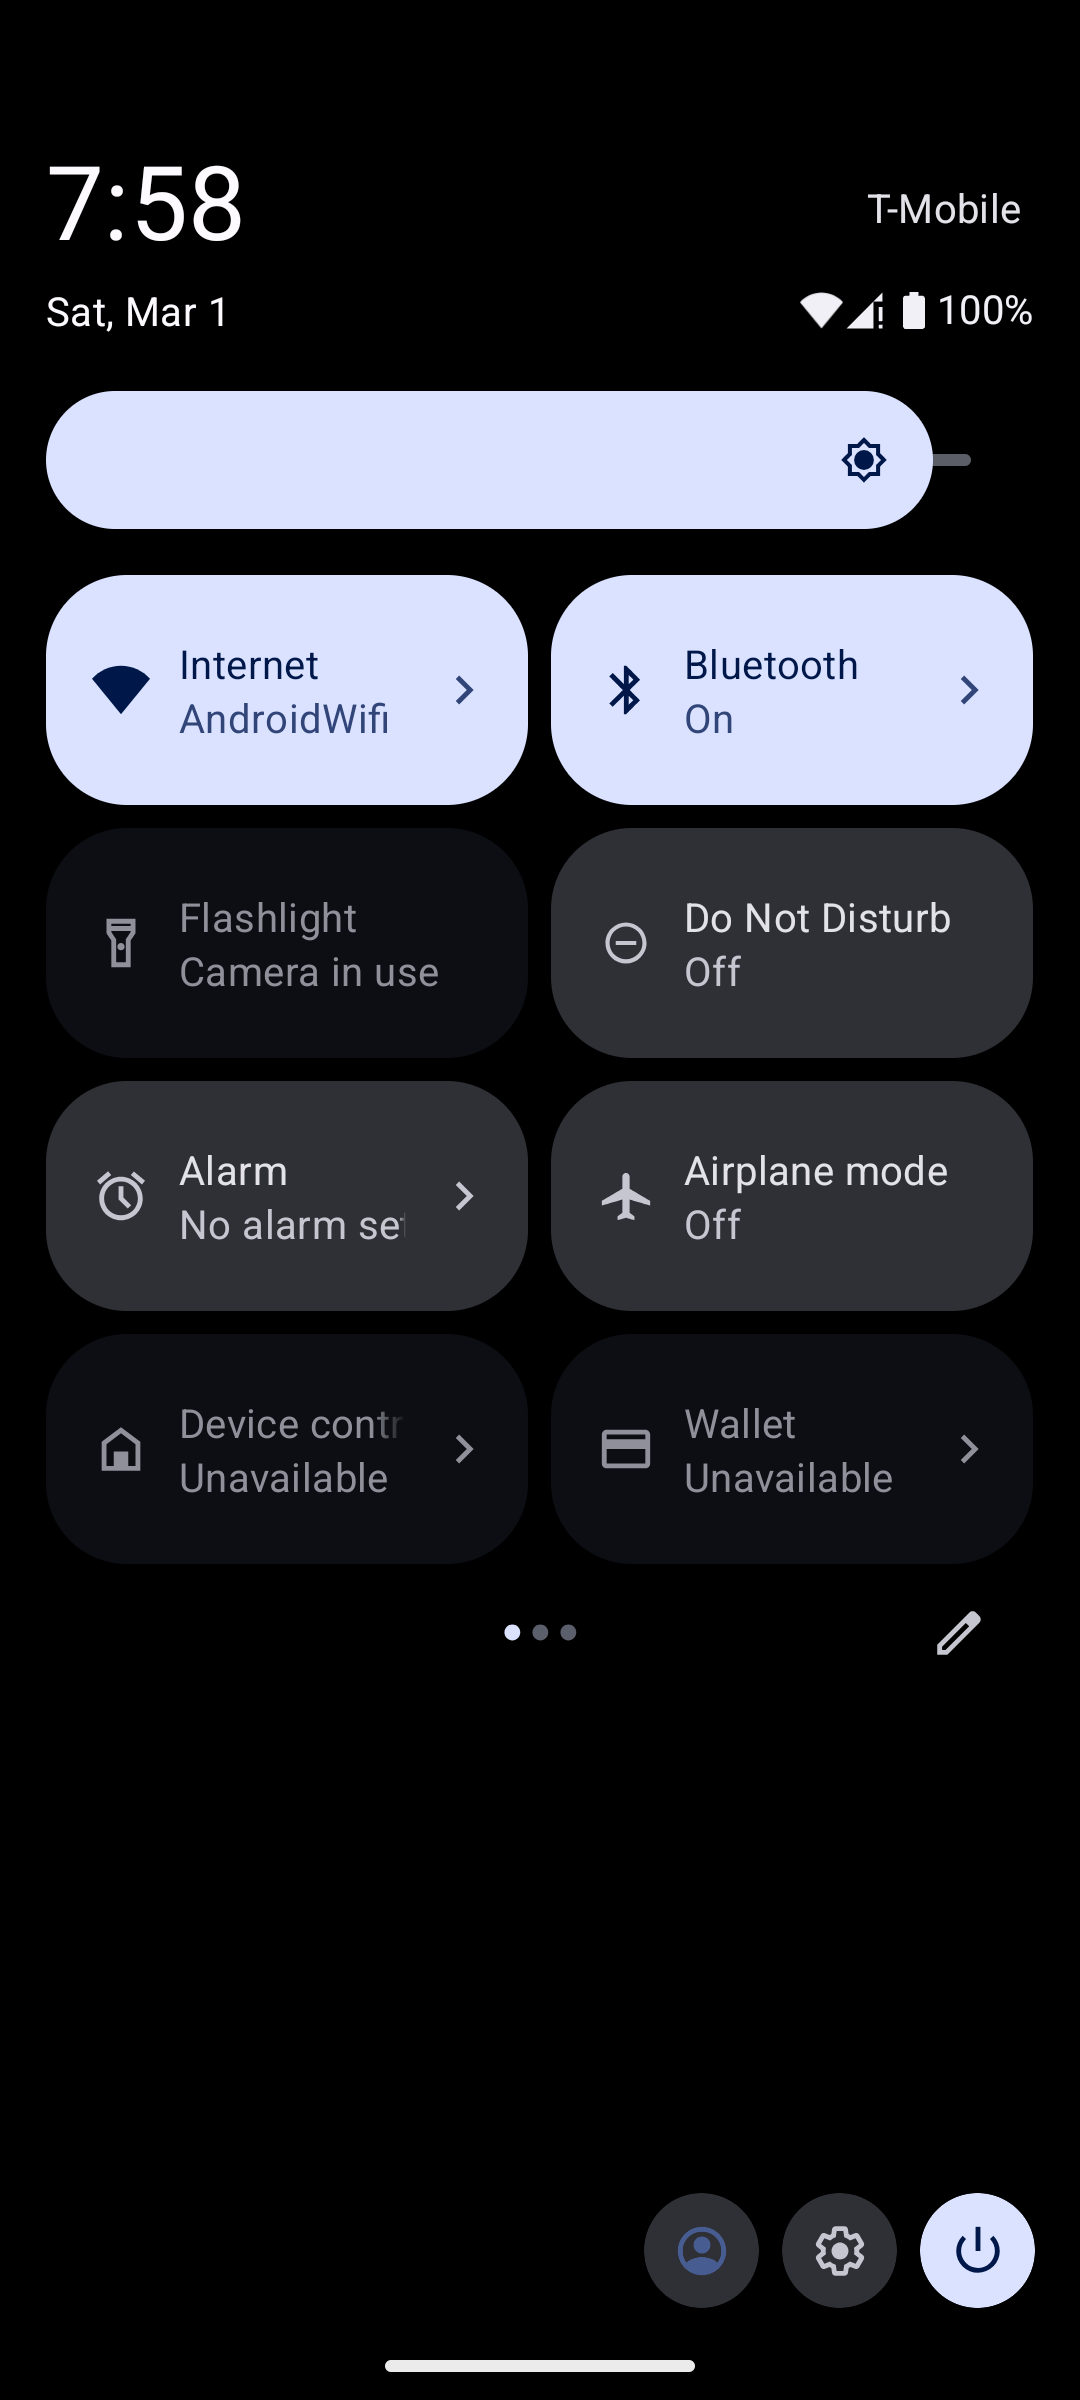 7:58
T-Mobile
Sat, Mar 1
100%
Internet
AndroidWifi
Bluetooth
On
Flashlight
Camera in use
Do Not Disturb
Off
Alarm
No alarm set
Airplane mode
Off
Device contr
Unavailable
Wallet
Unavailable